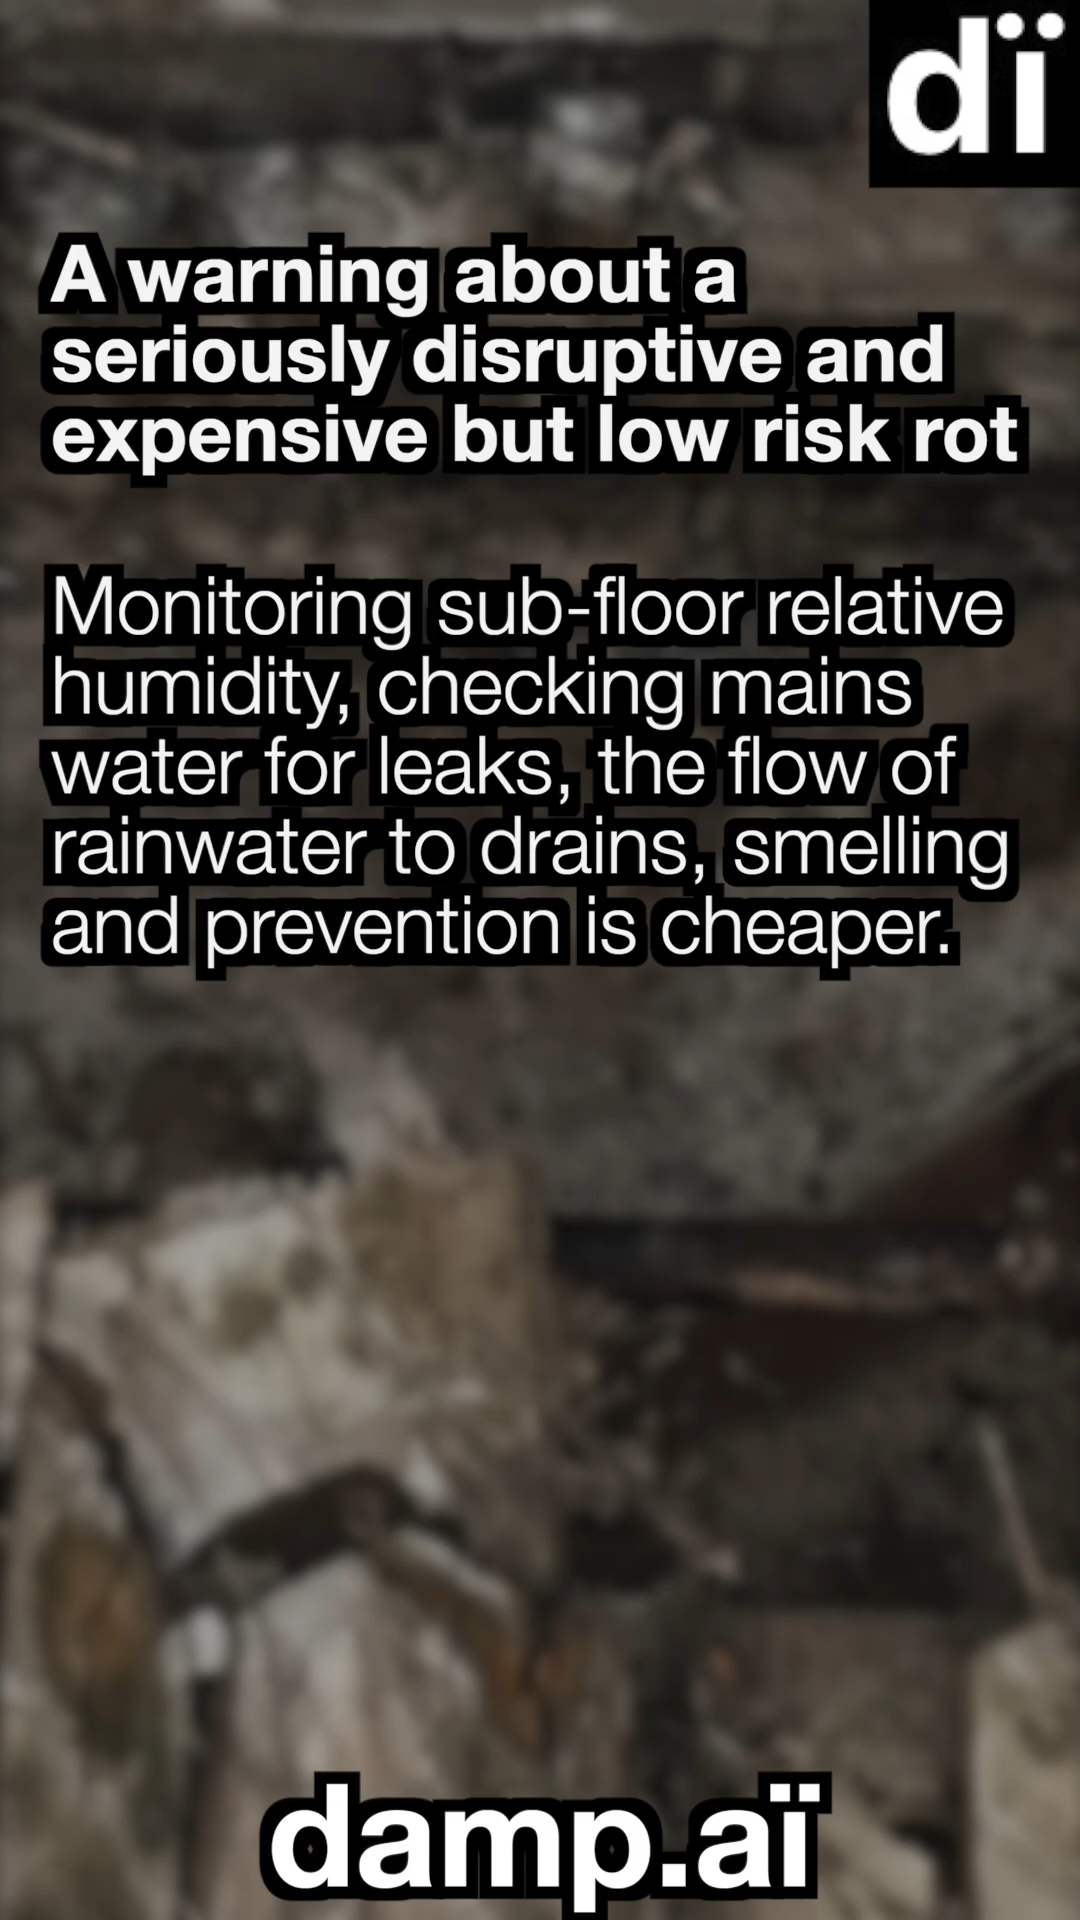 dï
A warning about a
seriously disruptive and
expensive but low risk rot
Monitoring sub-floor relative
humidity, checking mains
water for leaks, the flow of
rainwater to drains, smelling
and prevention is cheaper.
damp.aï